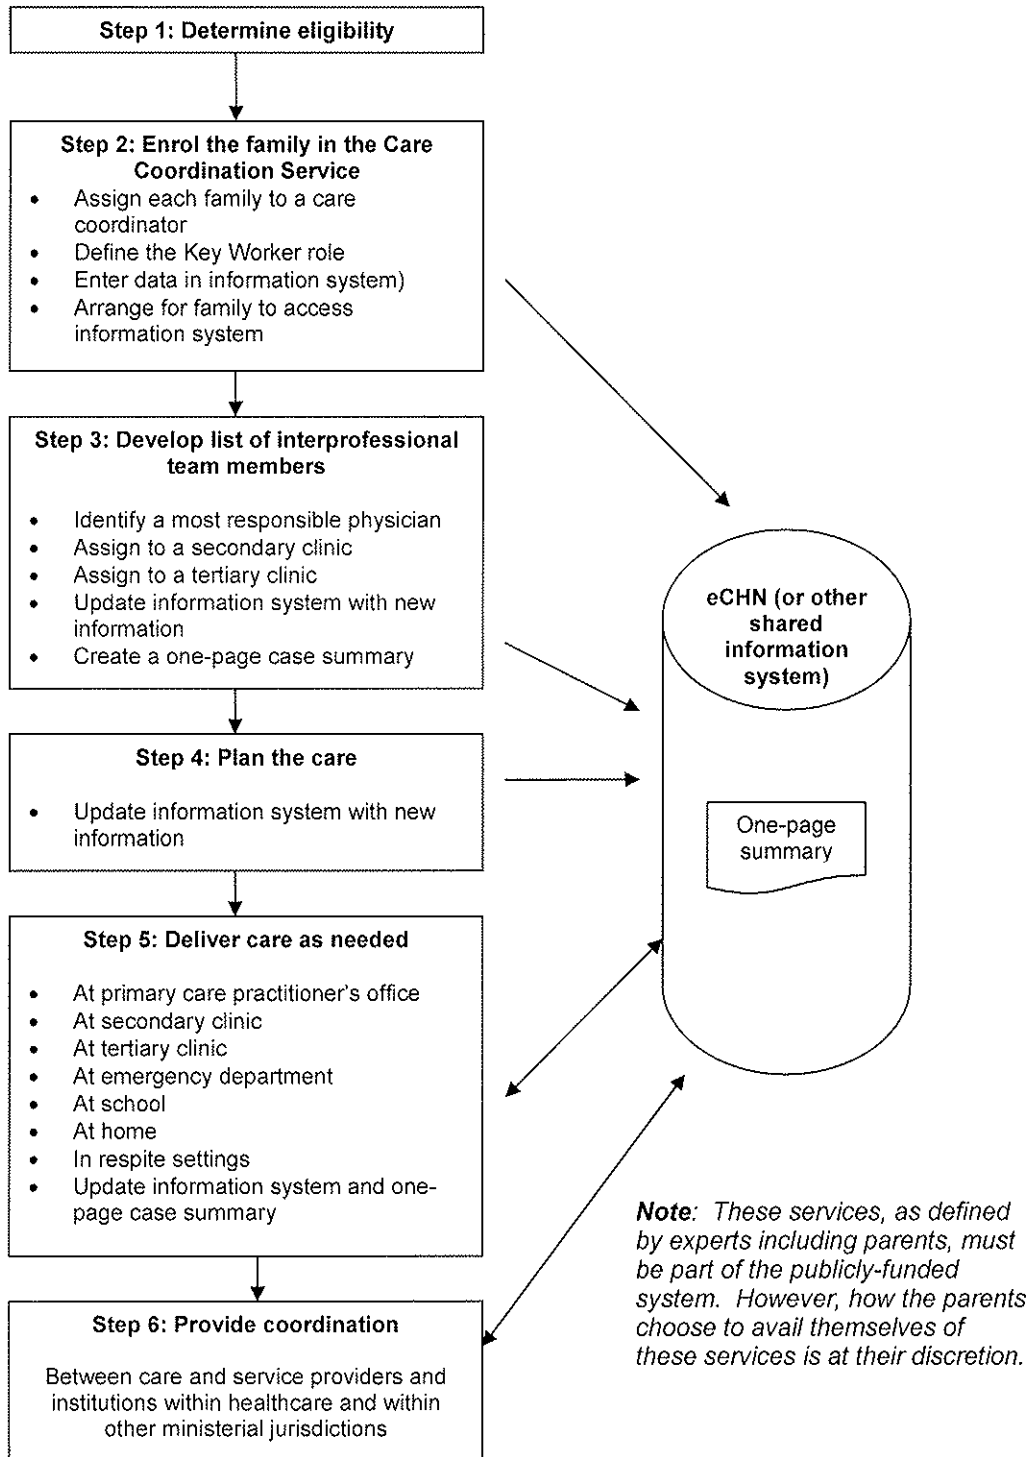 Step 1: Determine eligibility
Step 2: Enrol the family in the Care
Coordination Service
• Assign each family to a care
coordinator
• Define the Key Worker role
• Enter data in information system)
• Arrange for family to access
information system
Step 3: Develop list of interprofessional
team members
• Identify a most responsible physician
• Assign to a secondary clinic
• Assign to a tertiary clinic
• Update information system with new
information
• Create a one-page case summary
Step 4: Plan the care
• Update information system with new
information
Step 5: Deliver care as needed
• At primary care practitioner's office
• At secondary clinic
• At tertiary clinic
• At emergency department
• At school
• At home
• In respite settings
• Update information system and one-
page case summary
Step 6: Provide coordination
Between care and service providers and
institutions within healthcare and within
other ministerial jurisdictions
eCHN (or other
shared
information
system)
One-page
summary
Note: These services, as defined
by experts including parents, must
be part of the publicly-funded
system. However, how the parents
choose to avail themselves of
these services is at their discretion.